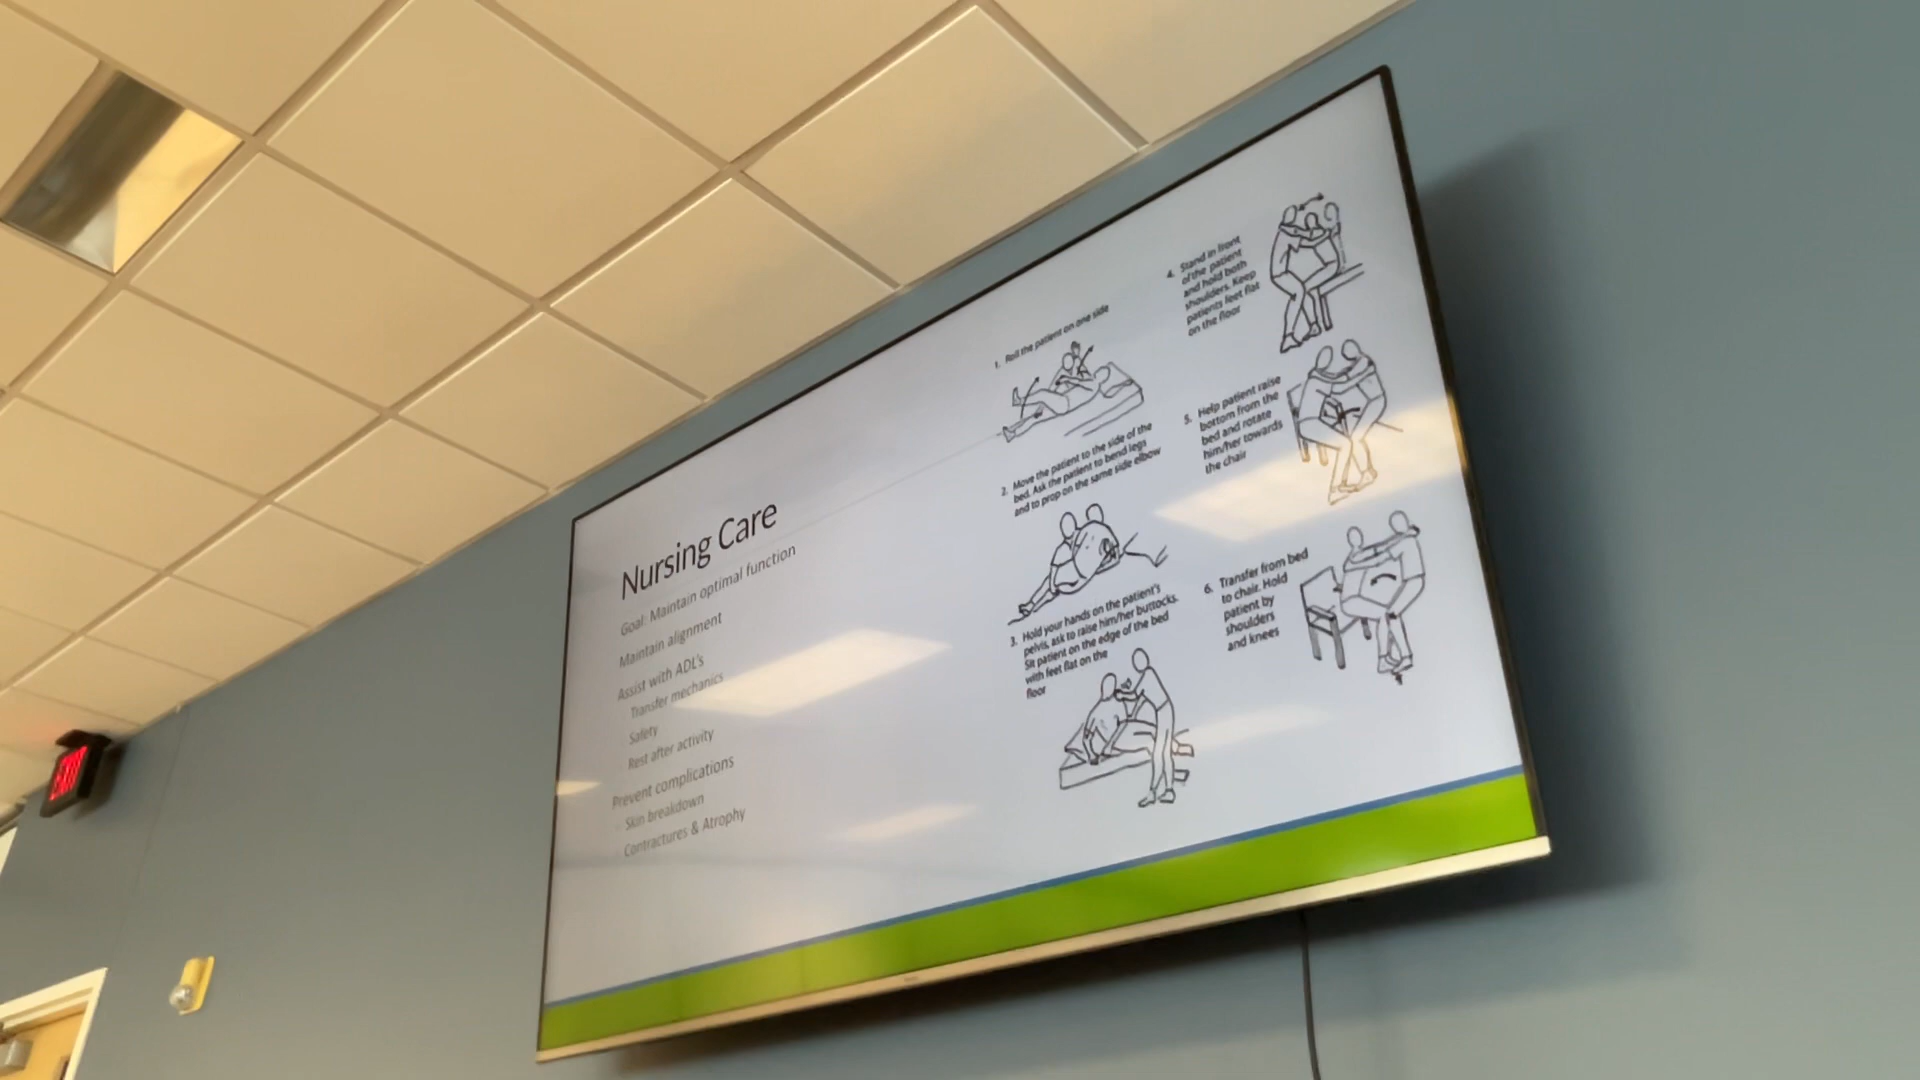 Nursing Care
Goal: Maintain optimal function
Maintain alignment
Assist with ADL's
Transfer mechanics
Safety
Rest after activity
Prevent complications
Skin breakdown
Contractures & Atrophy
1. Roll the patient on one side
2. Move the patient to the side of the
bed. Ask the patient to bend legs
and to prop on the same side elbow
3. Hold your hands on the patient's
pelvis, ask to raise him/her buttocks.
Sit patient on the edge of the bed
with feet flat on the
floor
4. Stand in front
of the patient
and hold both
shoulders. Keep
patients feet flat
on the floor
5. Help patient raise
bottom from the
bed and rotate
him/her towards
the chair
6. Transfer from bed
to chair. Hold
patient by
shoulders
and knees